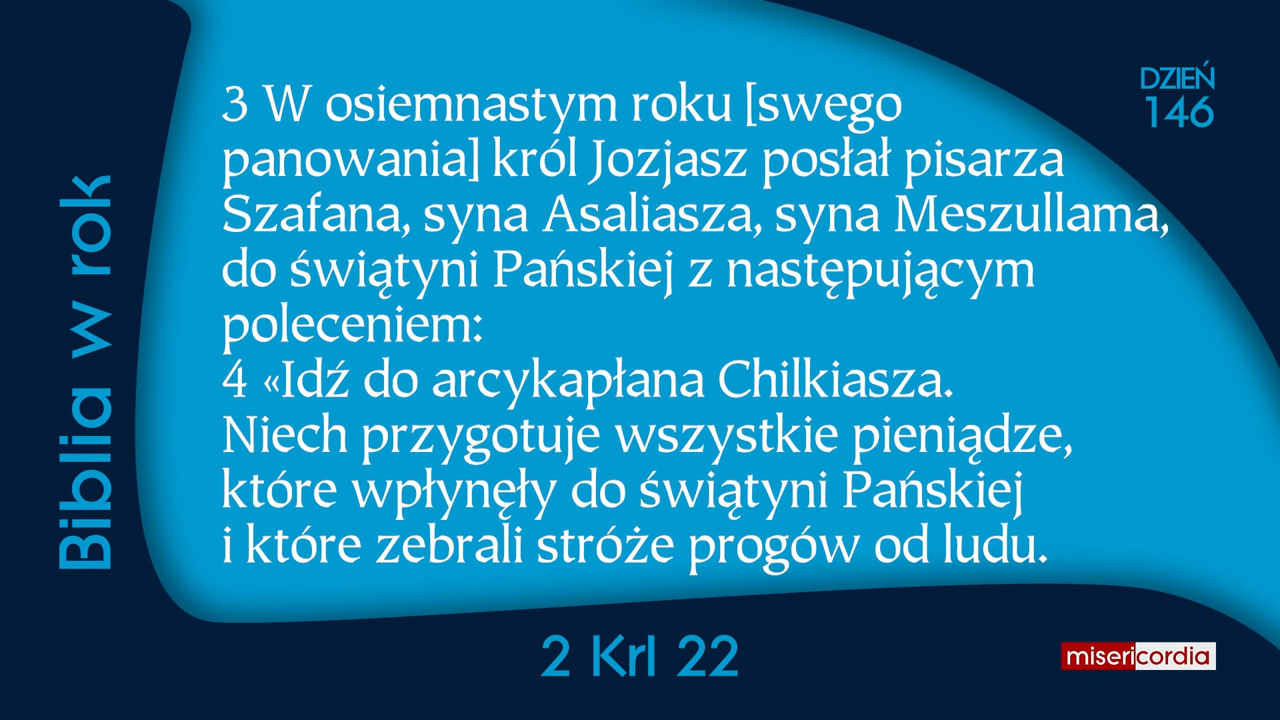 DZIEŃ
146
Biblia w rok
3 W osiemnastym roku [swego
panowania] król Jozjasz posłał pisarza
Szafana, syna Asaliasza, syna Meszullama,
do świątyni Pańskiej z następującym
poleceniem:
4 «Idź do arcykapłana Chilkiasza.
Niech przygotuje wszystkie pieniądze,
które wpłynęły do świątyni Pańskiej
i które zebrali stróże progów od ludu.
2 Krl 22
misericordia